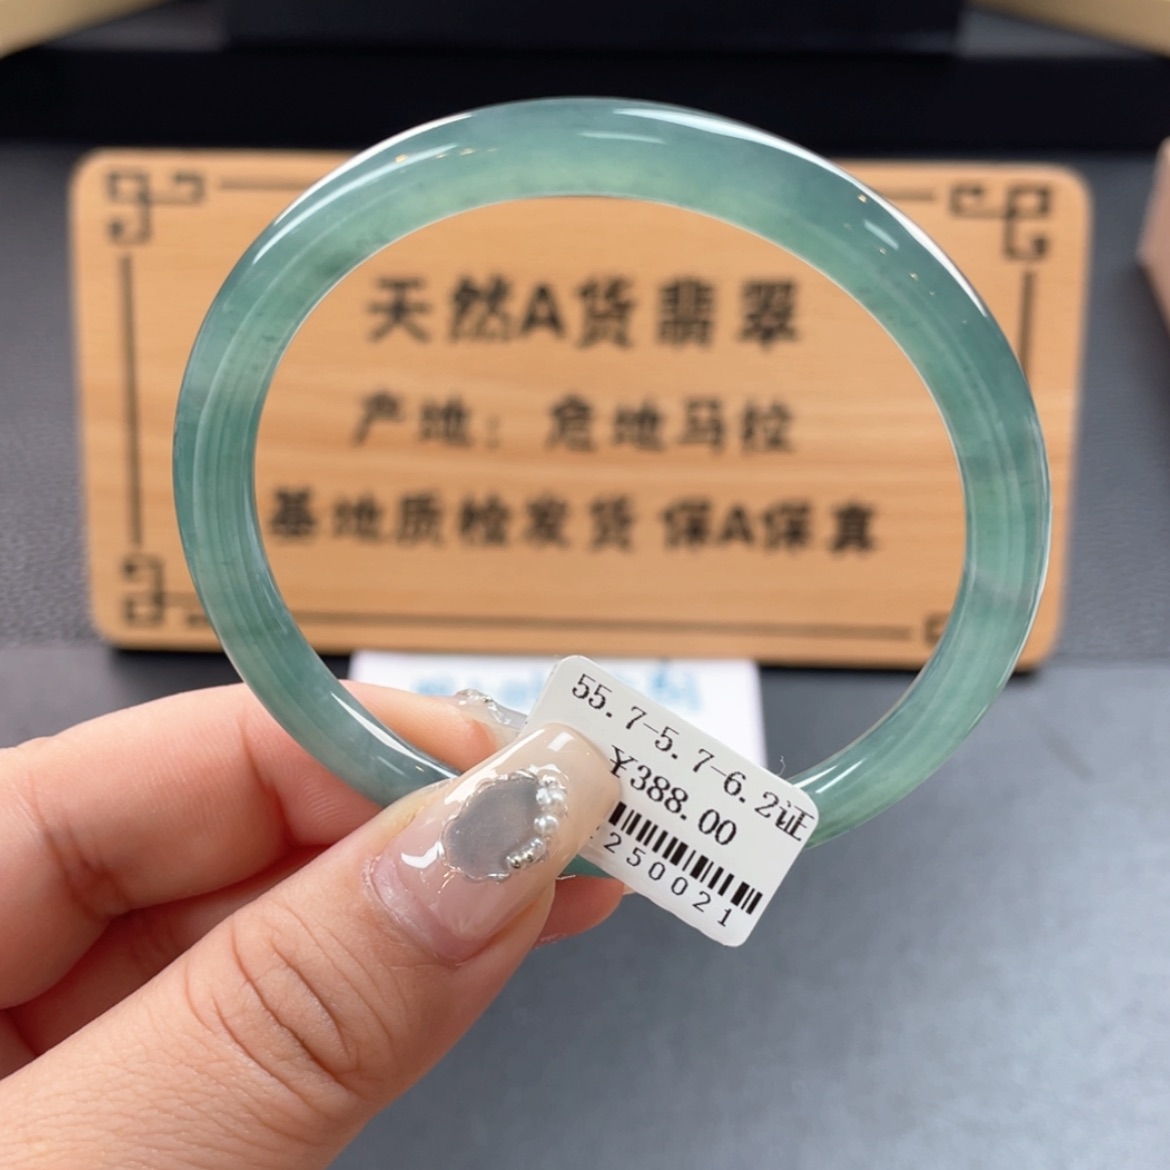 天然A货翡翠
产地：危地马拉
基地质检发货 保A保真
55.7-5.7-6.2证
¥388.00
250021